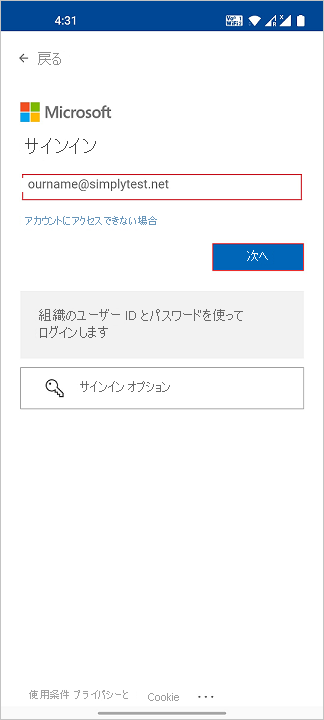 4:31
戻る
Microsoft
サインイン
ourname@simplytest.net
アカウントにアクセスできない場合
次へ
組織のユーザー ID とパスワードを使って
ログインします
サインイン オプション
使用条件 プライバシーと Cookie ...